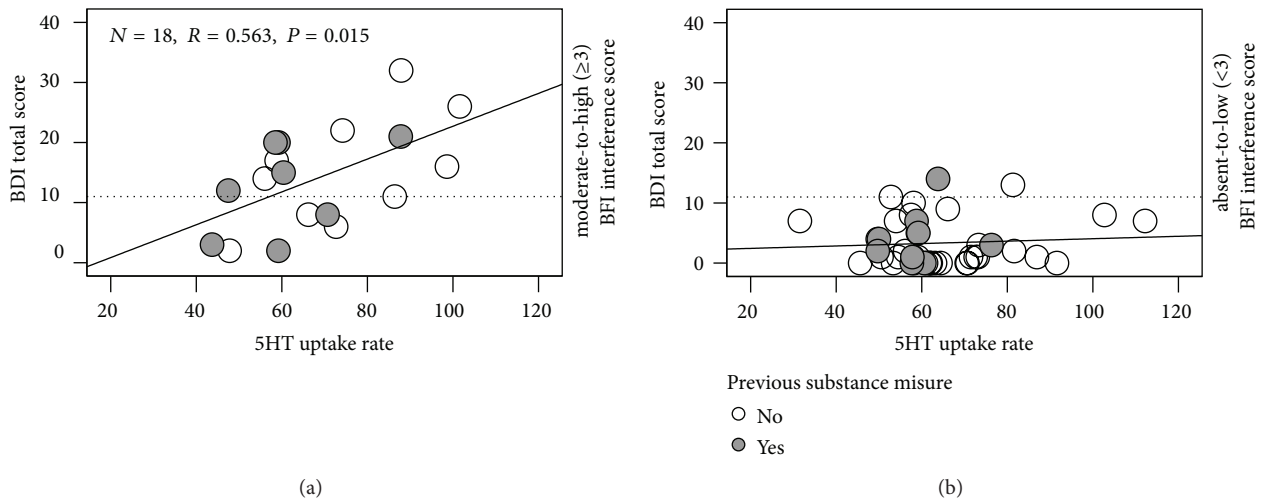 40
30
20
10
0
BDI total score
N = 18, R = 0.563, P = 0.015
moderate-to-high (≥3)
BFI interference score
20 40 60 80 100 120
5HT uptake rate
(a)
40
30
20
10
0
BDI total score
absent-to-low (<3)
BFI interference score
20 40 60 80 100 120
5HT uptake rate
Previous substance misure
No
Yes
(b)